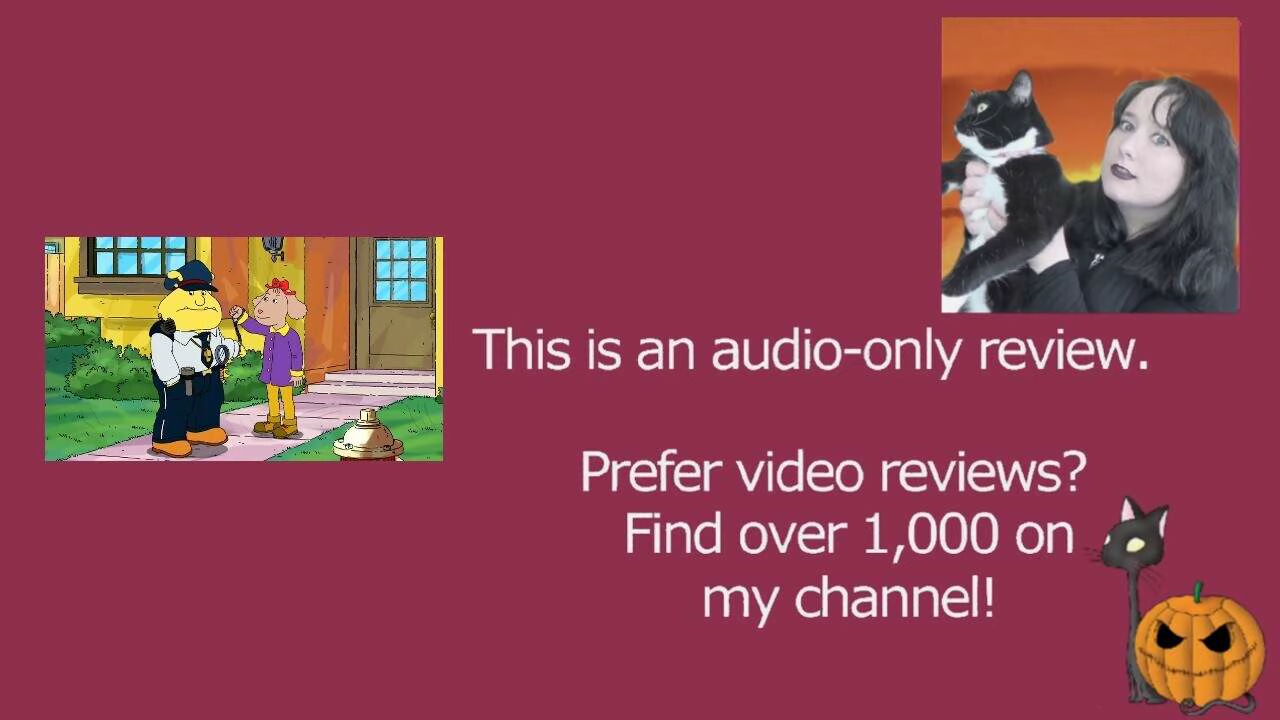 This is an audio-only review.
Prefer video reviews?
Find over 1,000 on
my channel!